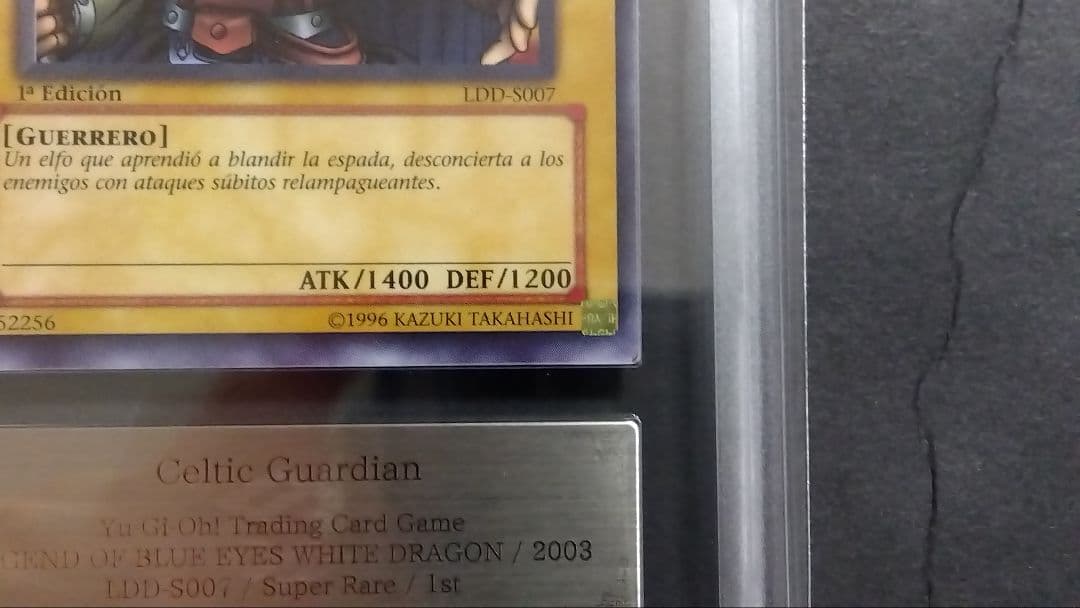 1ª Edición LDD-S007
[GUERRERO]
Un elfo que aprendió a blandir la espada, desconcierta a los
enemigos con ataques súbitos relampagueantes.
ATK/1400 DEF/1200
52256 ©1996 KAZUKI TAKAHASHI
Celtic Guardian
Yu-Gi-Oh! Trading Card Game
GEND OF BLUE EYES WHITE DRAGON / 2003
LDD-S007 / Super Rare / 1st